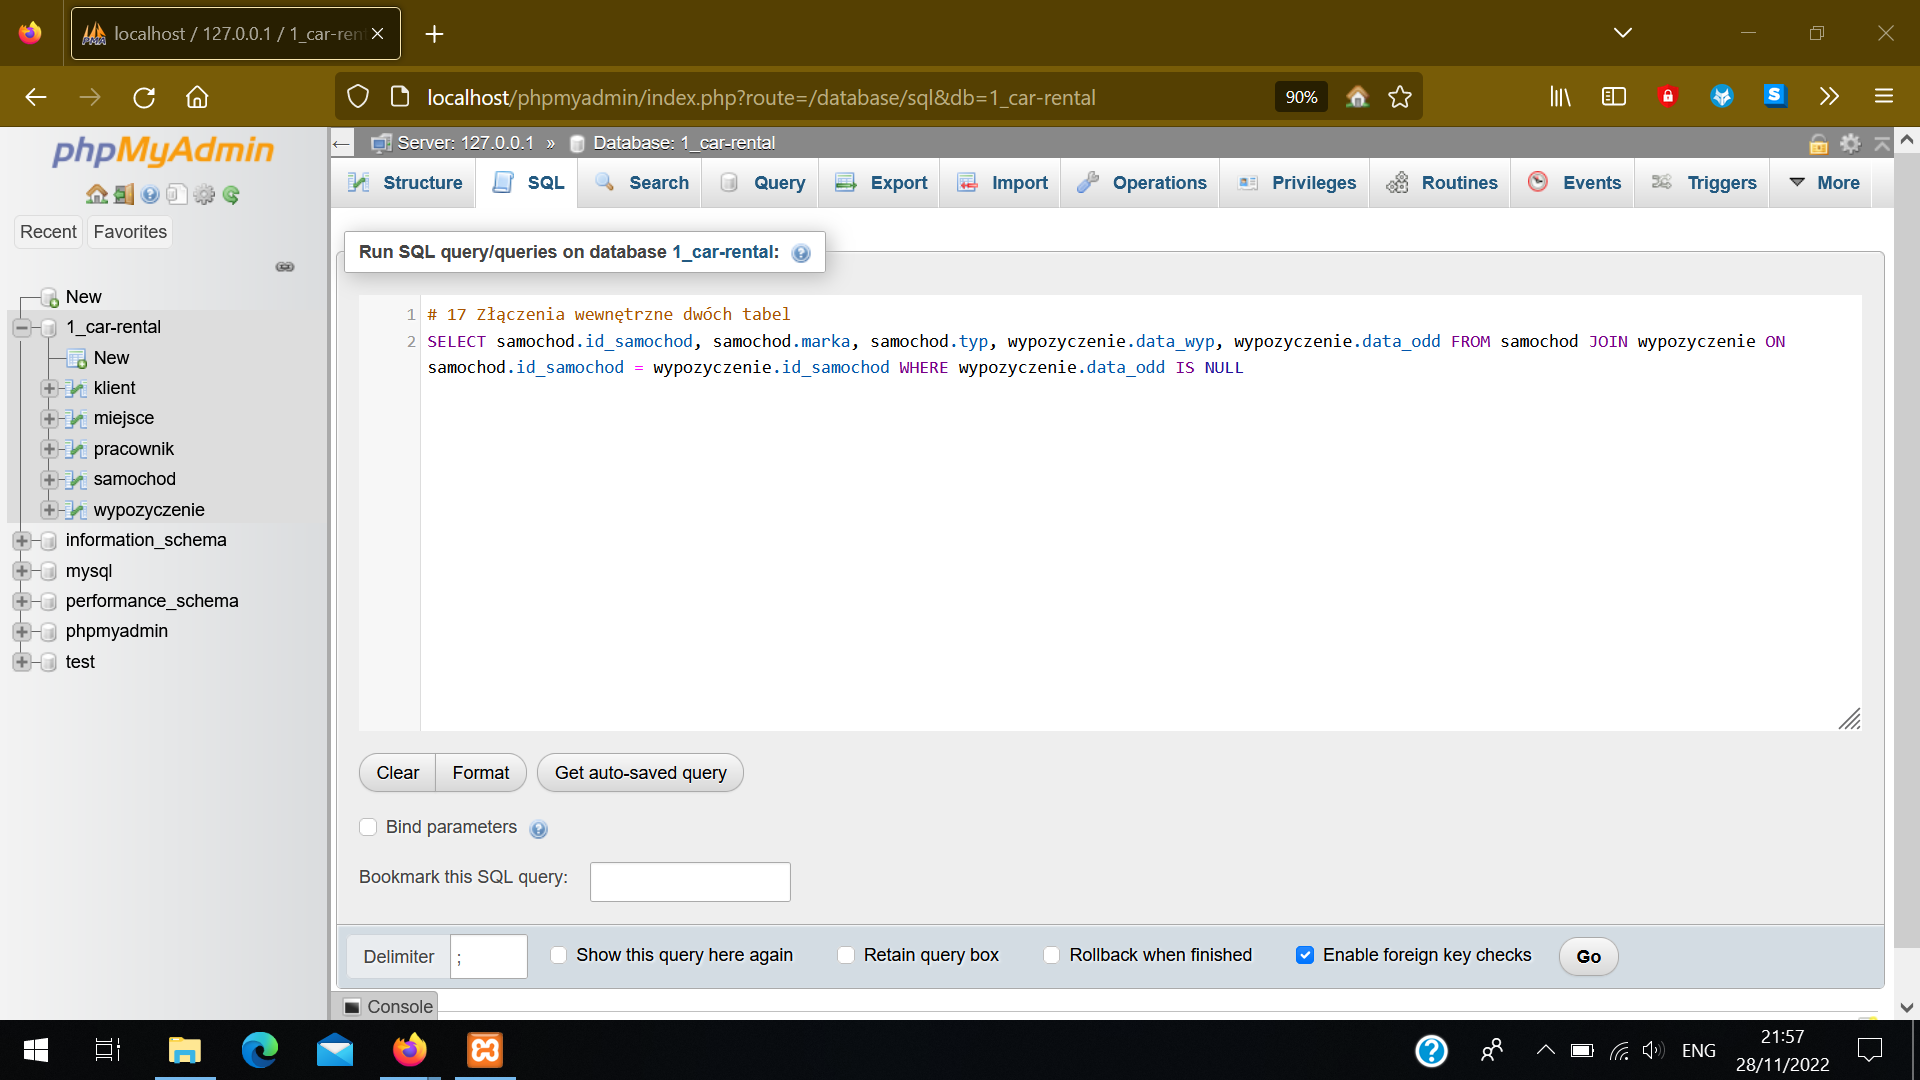 localhost / 127.0.0.1 / 1_car-ren
localhost/phpmyadmin/index.php?route=/database/sql&db=1_car-rental
90%
phpMyAdmin
Recent
Favorites
New
1_car-rental
New
klient
miejsce
pracownik
samochod
wypozyczenie
information_schema
mysql
performance_schema
phpmyadmin
test
Server: 127.0.0.1 » Database: 1_car-rental
Structure SQL Search Query Export Import Operations Privileges Routines Events Triggers More
Run SQL query/queries on database 1_car-rental:
1 # 17 Złączenia wewnętrzne dwóch tabel
2 SELECT samochod.id_samochod, samochod.marka, samochod.typ, wypozyczenie.data_wyp, wypozyczenie.data_odd FROM samochod JOIN wypozyczenie ON
samochod.id_samochod = wypozyczenie.id_samochod WHERE wypozyczenie.data_odd IS NULL
Clear Format Get auto-saved query
Bind parameters
Bookmark this SQL query:
Delimiter ; Show this query here again Retain query box Rollback when finished Enable foreign key checks Go
Console
ENG
21:57
28/11/2022